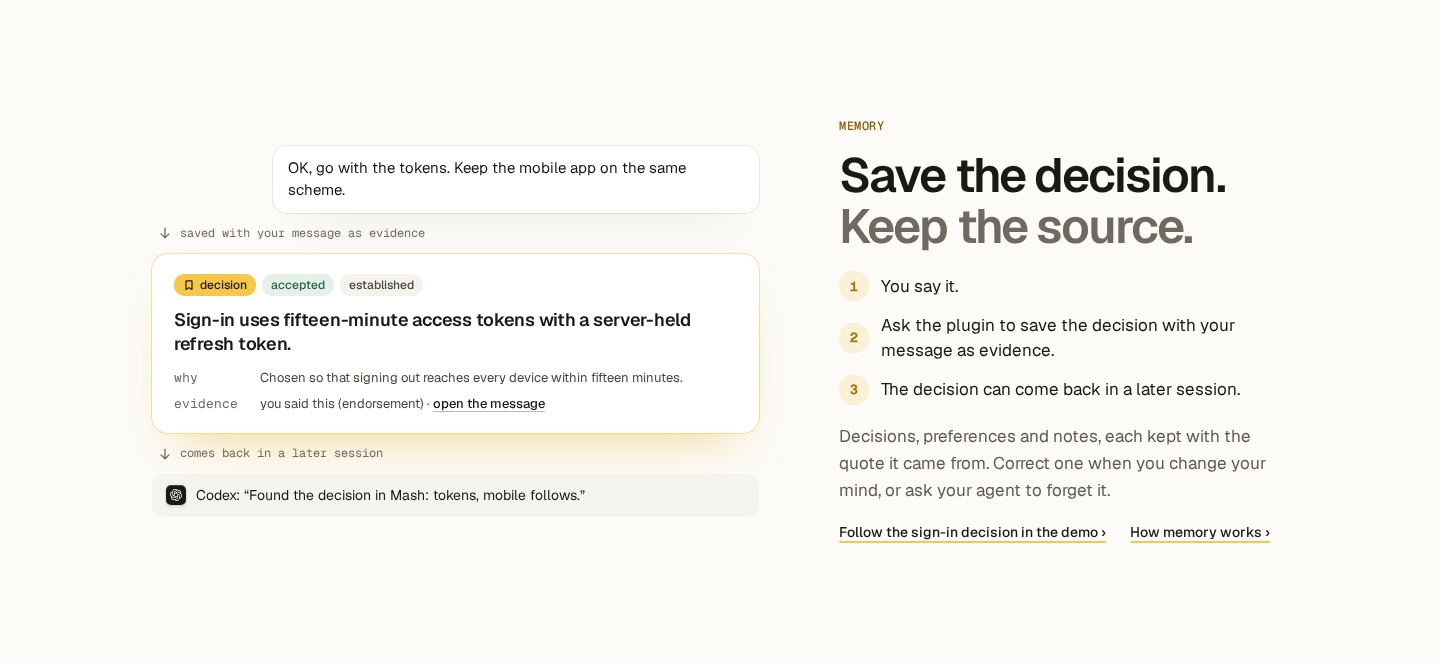 OK, go with the tokens. Keep the mobile app on the same
scheme.
↓ saved with your message as evidence
decision accepted established
Sign-in uses fifteen-minute access tokens with a server-held
refresh token.
why Chosen so that signing out reaches every device within fifteen minutes.
evidence you said this (endorsement) · open the message
↓ comes back in a later session
Codex: “Found the decision in Mash: tokens, mobile follows.”
MEMORY
Save the decision.
Keep the source.
1 You say it.
2 Ask the plugin to save the decision with your
message as evidence.
3 The decision can come back in a later session.
Decisions, preferences and notes, each kept with the
quote it came from. Correct one when you change your
mind, or ask your agent to forget it.
Follow the sign-in decision in the demo › How memory works ›